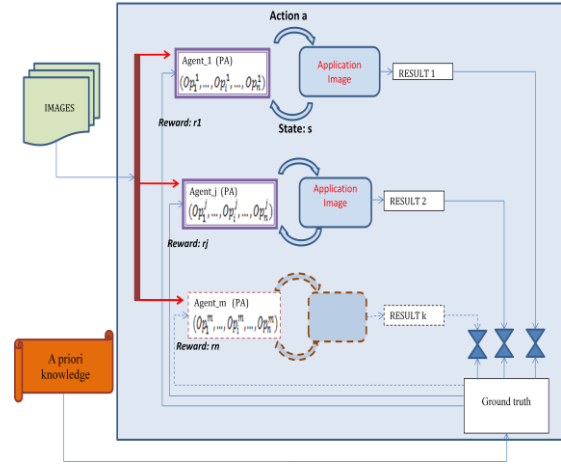 Action a
Agent_1 (PA)
(Op₁¹,...,Opᵢ¹,...,Opₙ¹)
Application
Image
RESULT 1
IMAGES
Reward: r1
State: s
Agent_j (PA)
(Op₁ʲ,...,Opᵢʲ,...,Opₙʲ)
Application
Image
RESULT 2
Reward: rj
Agent_m (PA)
(Op₁ᵐ,...,Opᵢᵐ,...,Opₙᵐ)
RESULT k
Reward: rn
A priori
knowledge
Ground truth